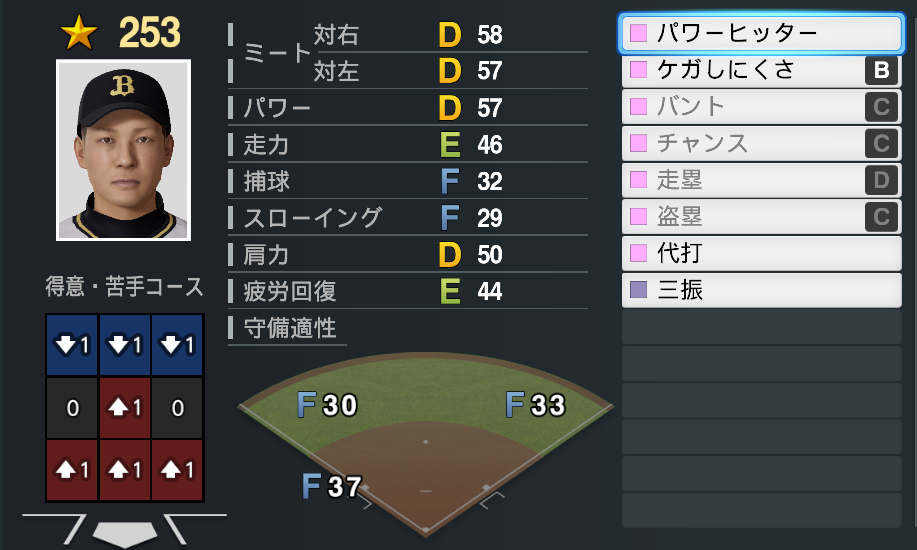 253
B
ミート
対右 D 58
対左 D 57
パワー D 57
走力 E 46
捕球 F 32
スローイング F 29
肩力 D 50
疲労回復 E 44
守備適性
F 30
F 33
F 37
得意・苦手コース
1 1 1
0 1 0
1 1 1
パワーヒッター
ケガしにくさ B
バント C
チャンス C
走塁 D
盗塁 C
代打
三振